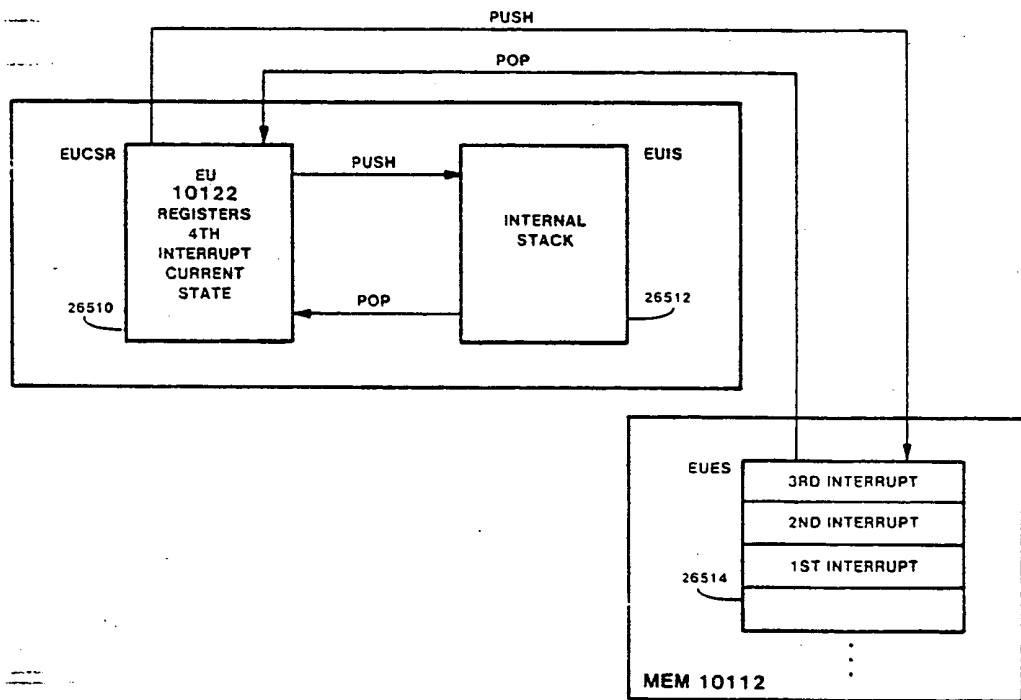 PUSH
POP
EUCSR
EU
10122
REGISTERS
4TH
INTERRUPT
CURRENT
STATE
26510
PUSH
POP
INTERNAL
STACK
EUIS
26512
EUES
3RD INTERRUPT
2ND INTERRUPT
1ST INTERRUPT
26514
MEM 10112